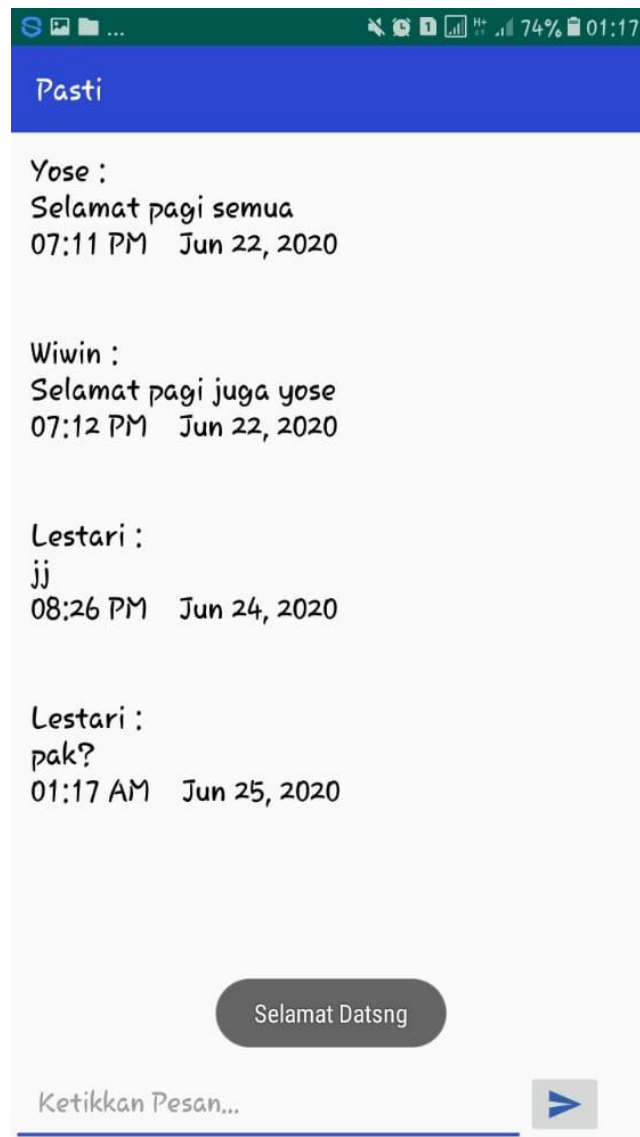 ... 74% 01:17
Pasti
Yose :
Selamat pagi semua
07:11 PM Jun 22, 2020
Wiwin :
Selamat pagi juga yose
07:12 PM Jun 22, 2020
Lestari :
jj
08:26 PM Jun 24, 2020
Lestari :
pak?
01:17 AM Jun 25, 2020
Selamat Datsng
Ketikkan Pesan...